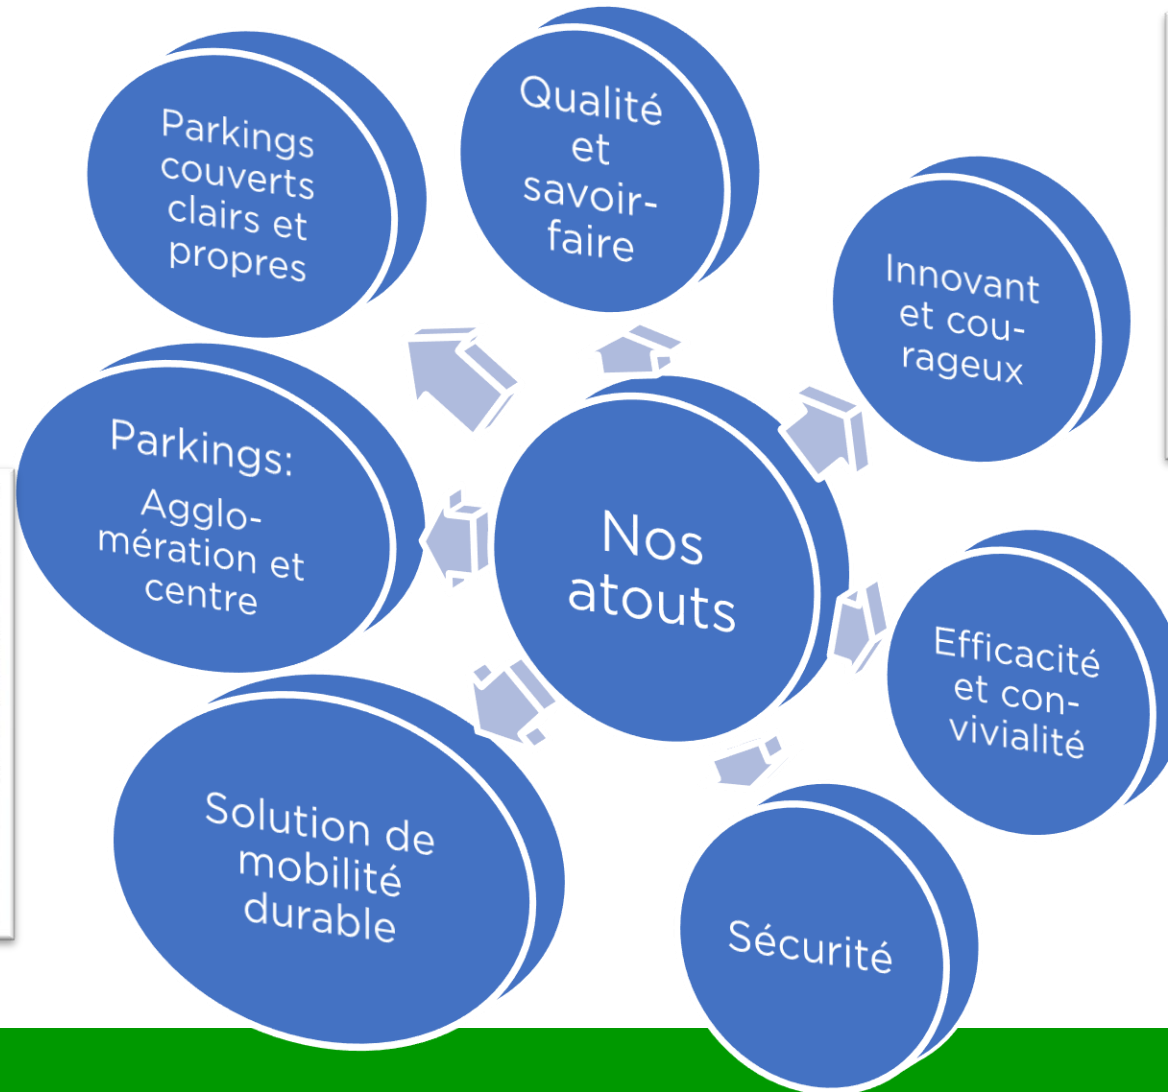 Parkings
couverts
clairs et
propres
Qualité
et
savoir-
faire
Innovant
et cou-
rageux
Parkings:
Agglo-
mération et
centre
Nos
atouts
Efficacité
et con-
vivialité
Solution de
mobilité
durable
Sécurité